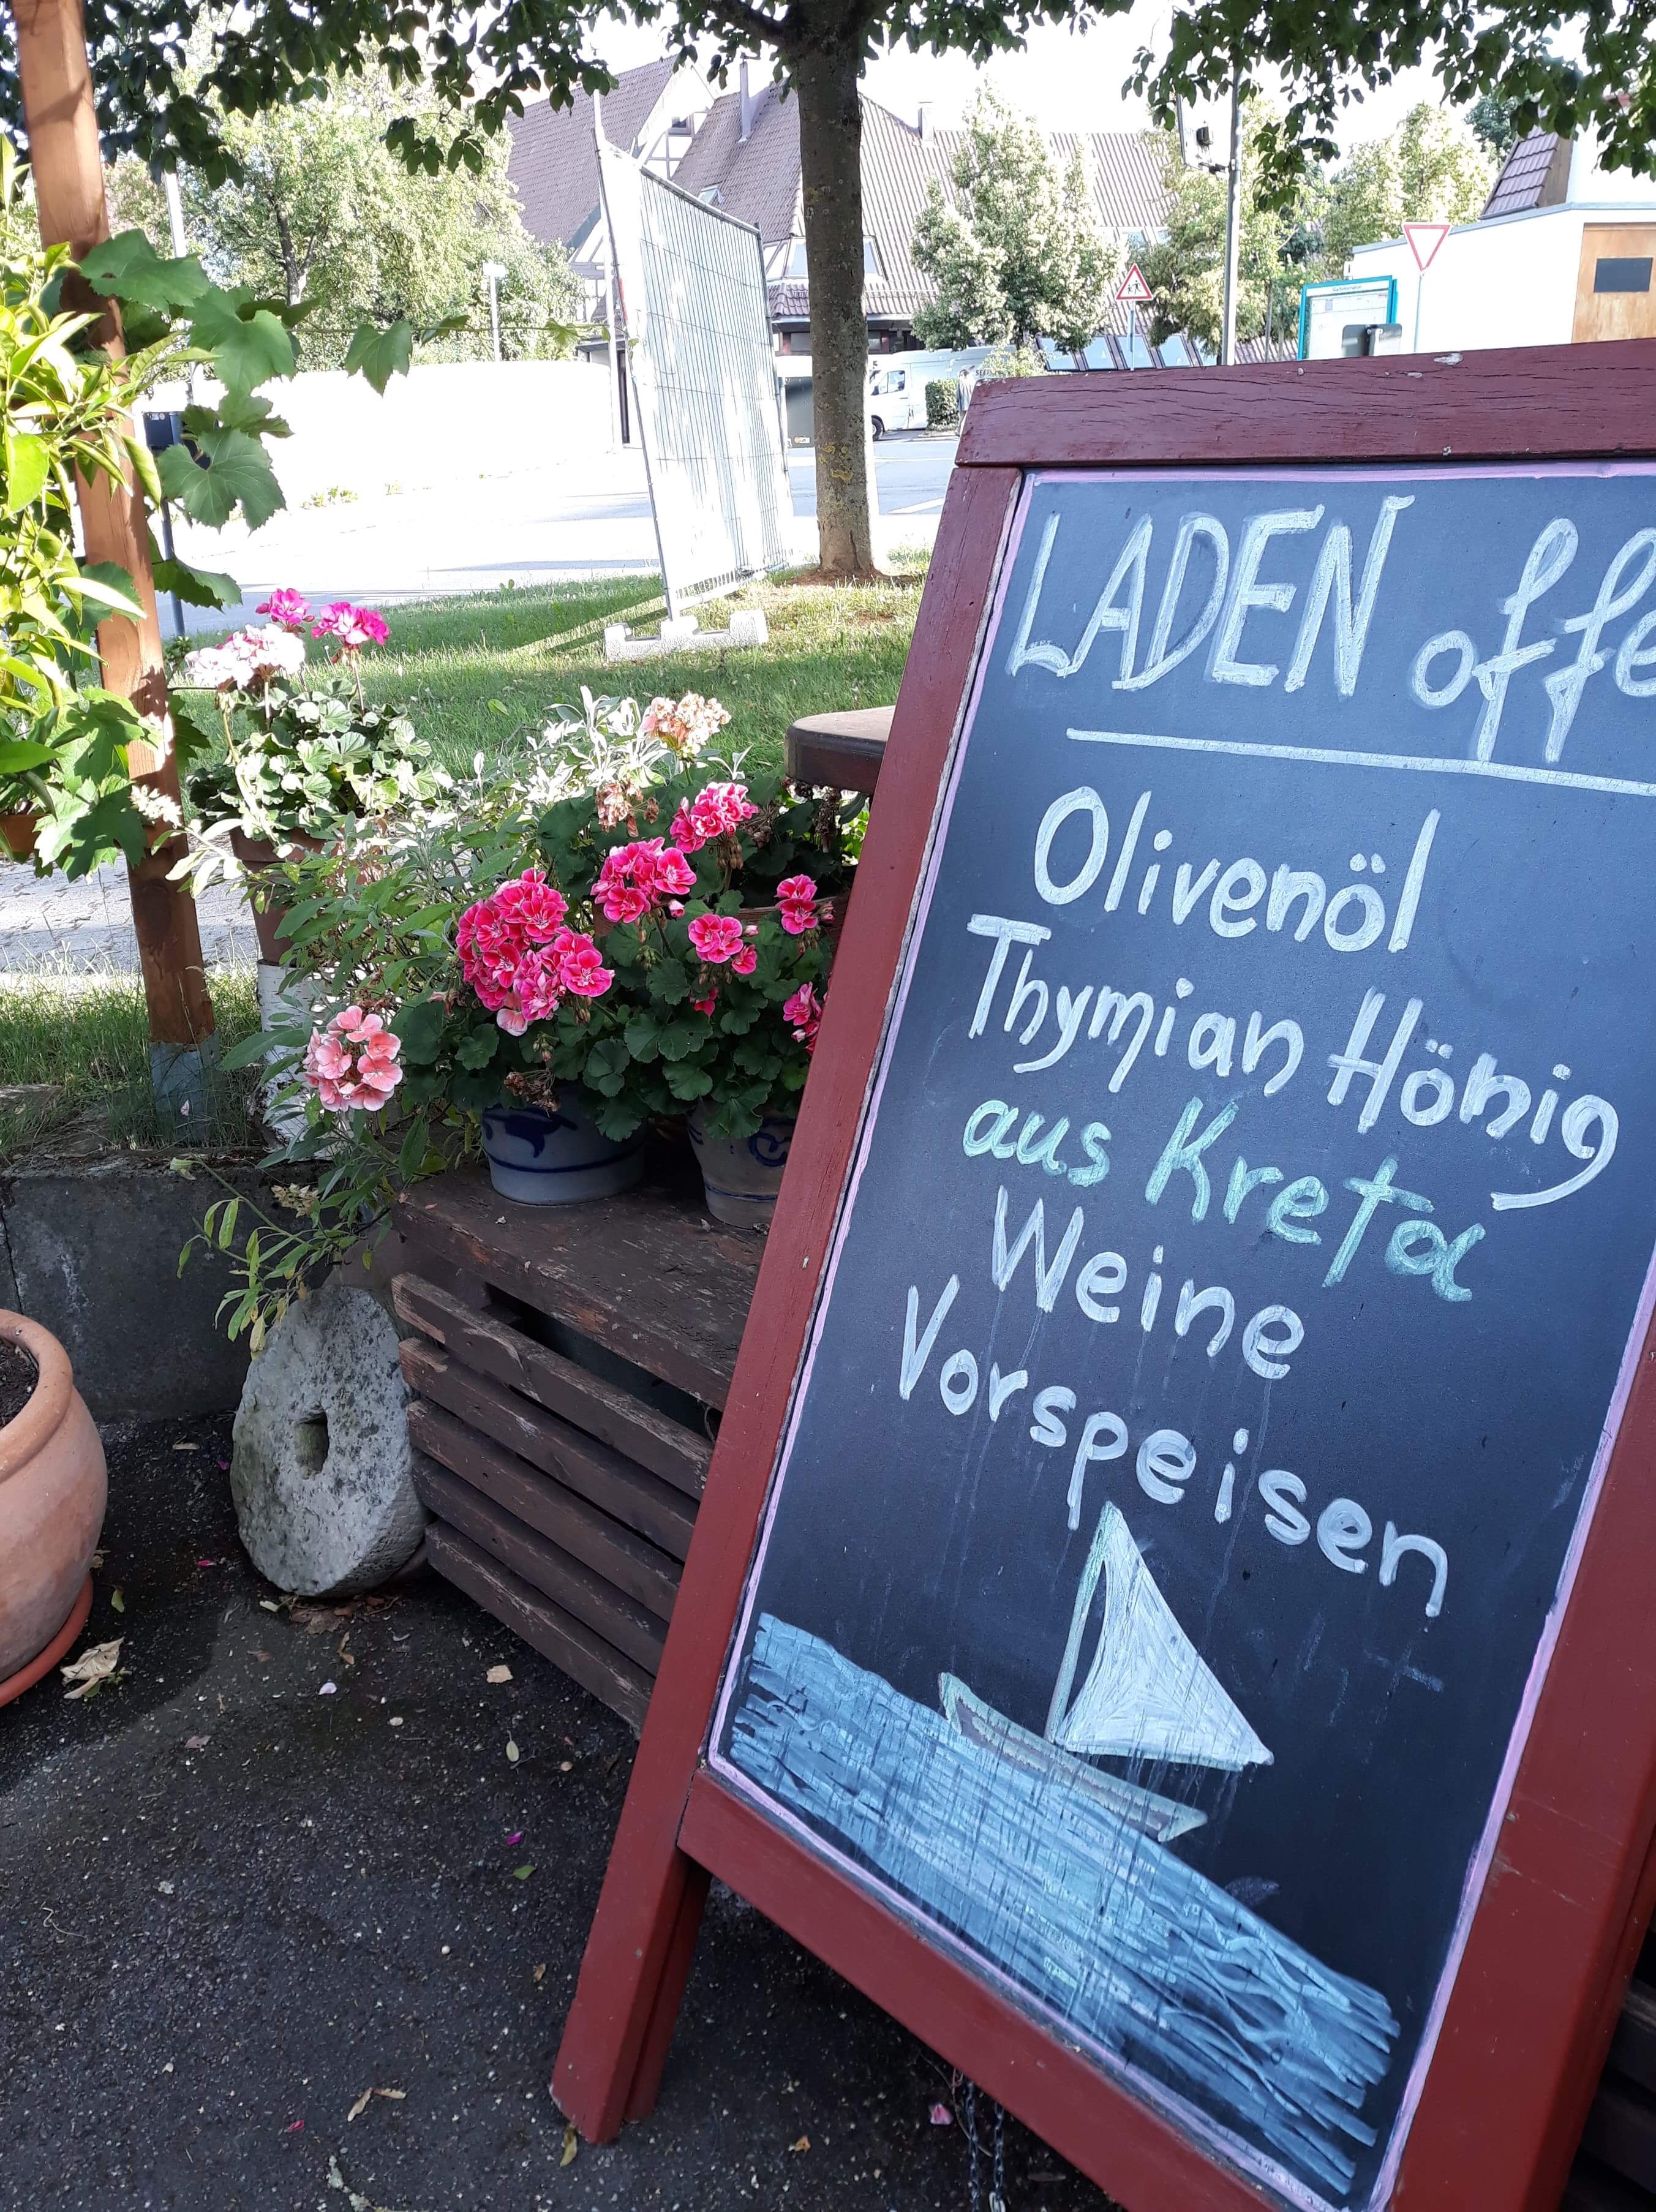 LADEN offe
Olivenöl
Thymian Hönig
aus Kreta
Weine
Vorspeisen